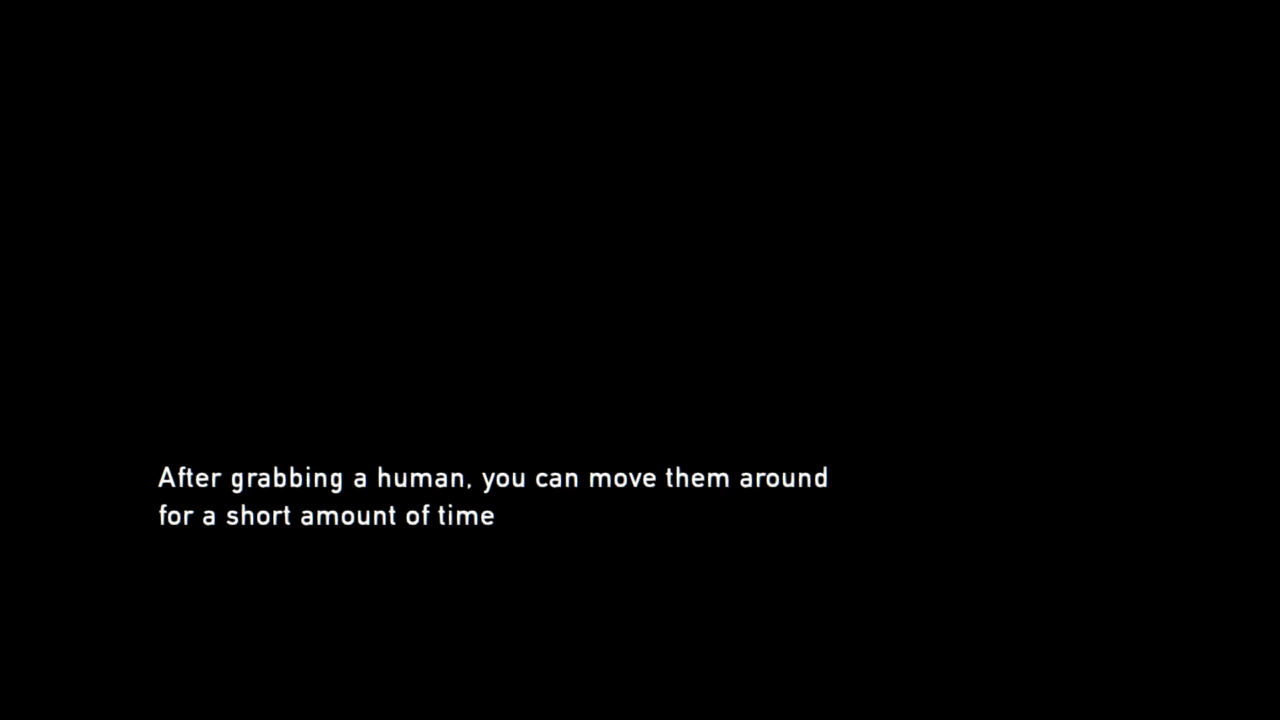 After grabbing a human, you can move them around
for a short amount of time